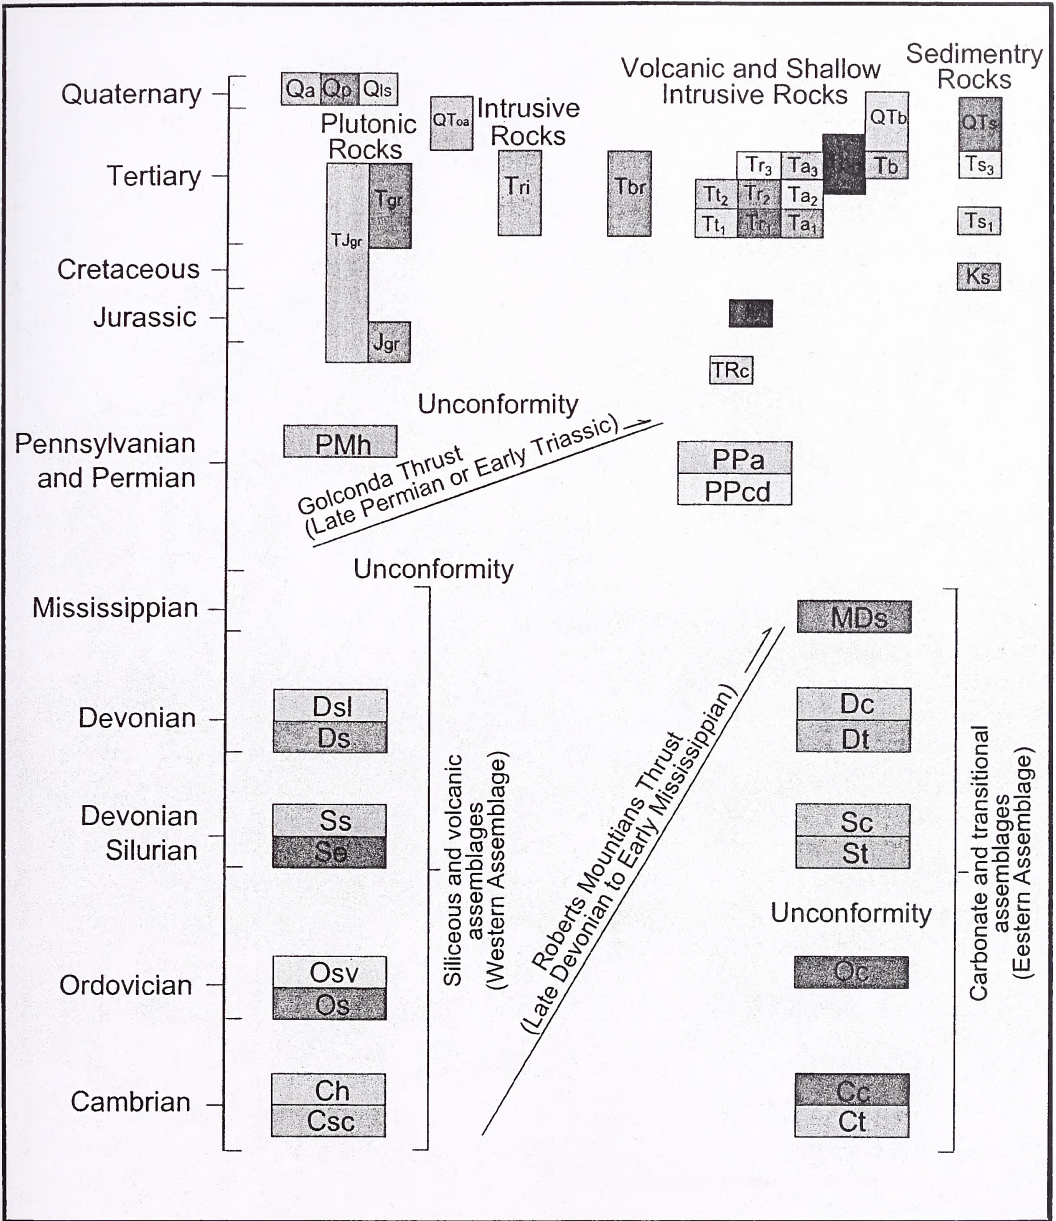 Sedimentry
Rocks
Volcanic and Shallow
Intrusive Rocks
Quaternary
Qa Qp Qls
QToa
Intrusive
Rocks
Plutonic
Rocks
QTb
QTs
Tertiary
Tgr
Tri
Tbr
Tr3 Ta3
Tb
Ts3
Tt2 Tr2 Ta2
Tt1 Tr1 Ta1
Ts1
TJgr
Cretaceous
Ks
Jurassic
Jgr
TRc
Unconformity
Pennsylvanian
and Permian
PMh
Golconda Thrust
(Late Permian or Early Triassic)
PPa
PPcd
Unconformity
Mississippian
MDs
Devonian
Dsl
Ds
Dc
Dt
Devonian
Silurian
Ss
Se
Sc
St
Siliceous and volcanic
assemblages
(Western Assemblage)
Roberts Mountians Thrust
(Late Devonian to Early Mississippian)
Carbonate and transitional
assemblages
(Eestern Assemblage)
Unconformity
Ordovician
Osv
Os
Oc
Cambrian
Ch
Csc
Cc
Ct